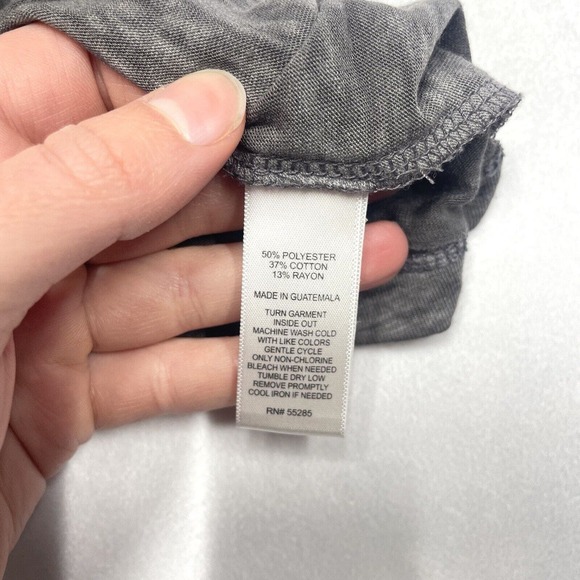 50% POLYESTER
37% COTTON
13% RAYON
MADE IN GUATEMALA
TURN GARMENT
INSIDE OUT
MACHINE WASH COLD
WITH LIKE COLORS
GENTLE CYCLE
ONLY NON-CHLORINE
BLEACH WHEN NEEDED
TUMBLE DRY LOW
REMOVE PROMPTLY
COOL IRON IF NEEDED
RN# 55285